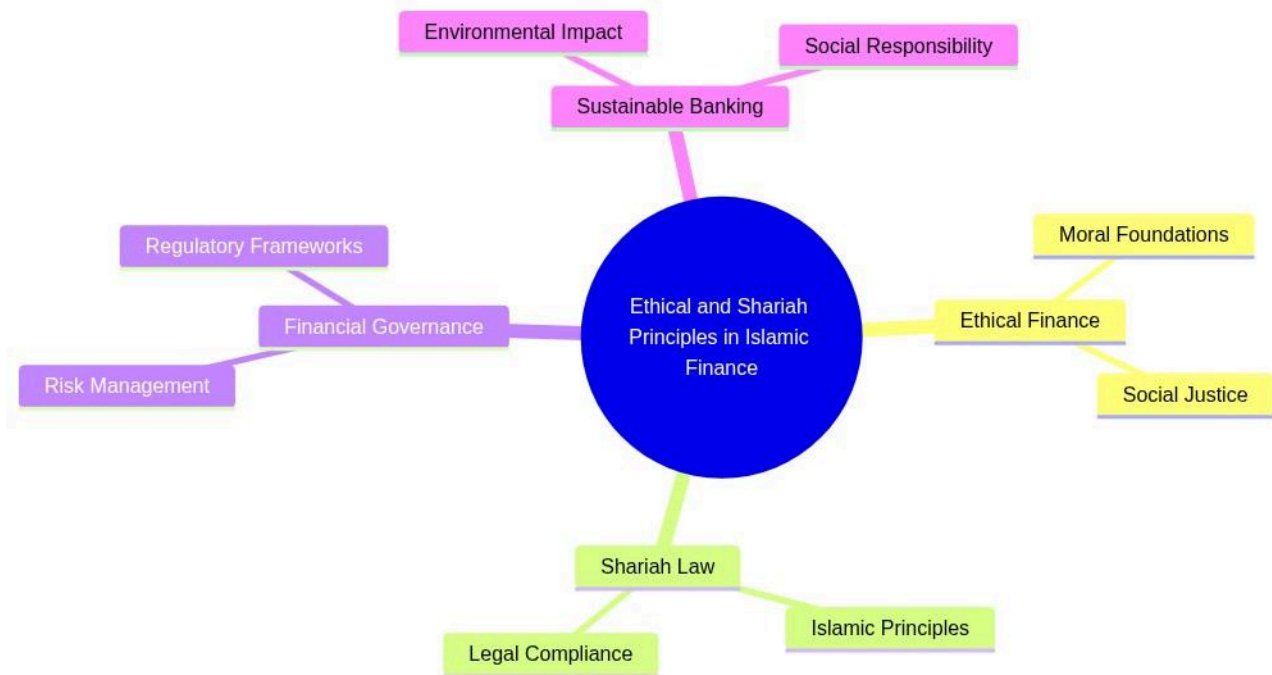 Environmental Impact
Social Responsibility
Sustainable Banking
Regulatory Frameworks
Financial Governance
Risk Management
Ethical and Shariah
Principles in Islamic
Finance
Moral Foundations
Ethical Finance
Social Justice
Shariah Law
Islamic Principles
Legal Compliance